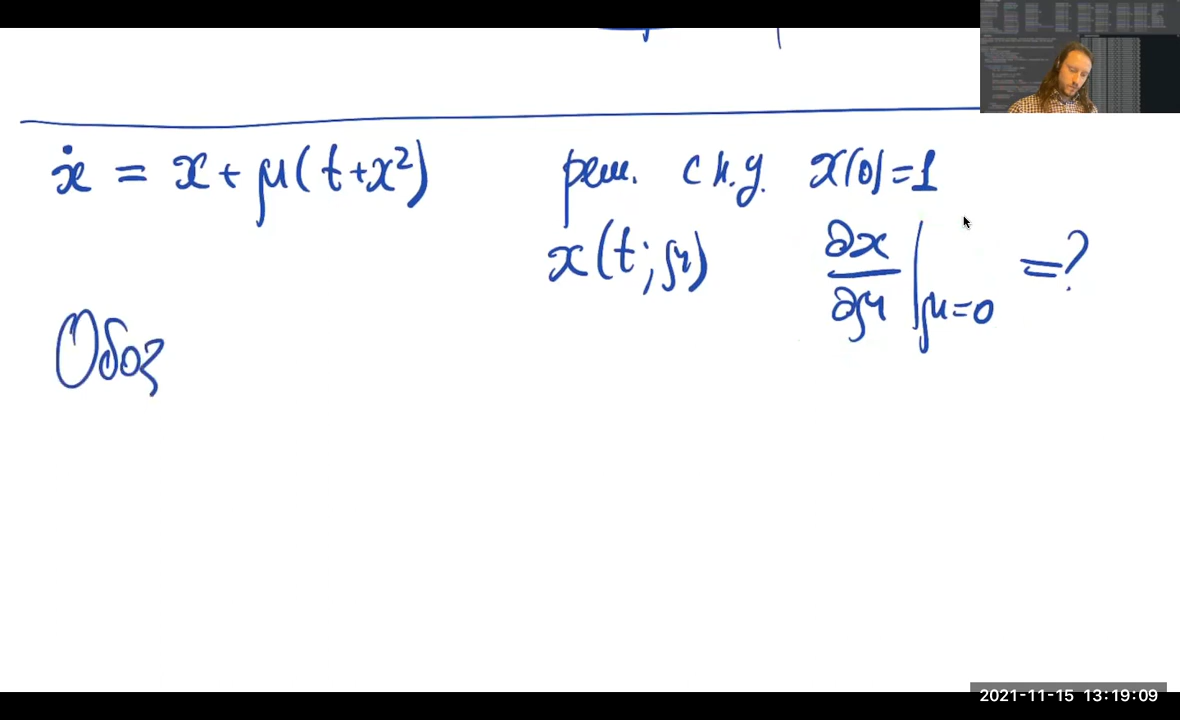 ẋ = x + μ(t+x²) реш. с н.у. x(0)=1
x(t;μ) ∂x/∂μ|μ=0 =?
Обоз
2021-11-15 13:19:09